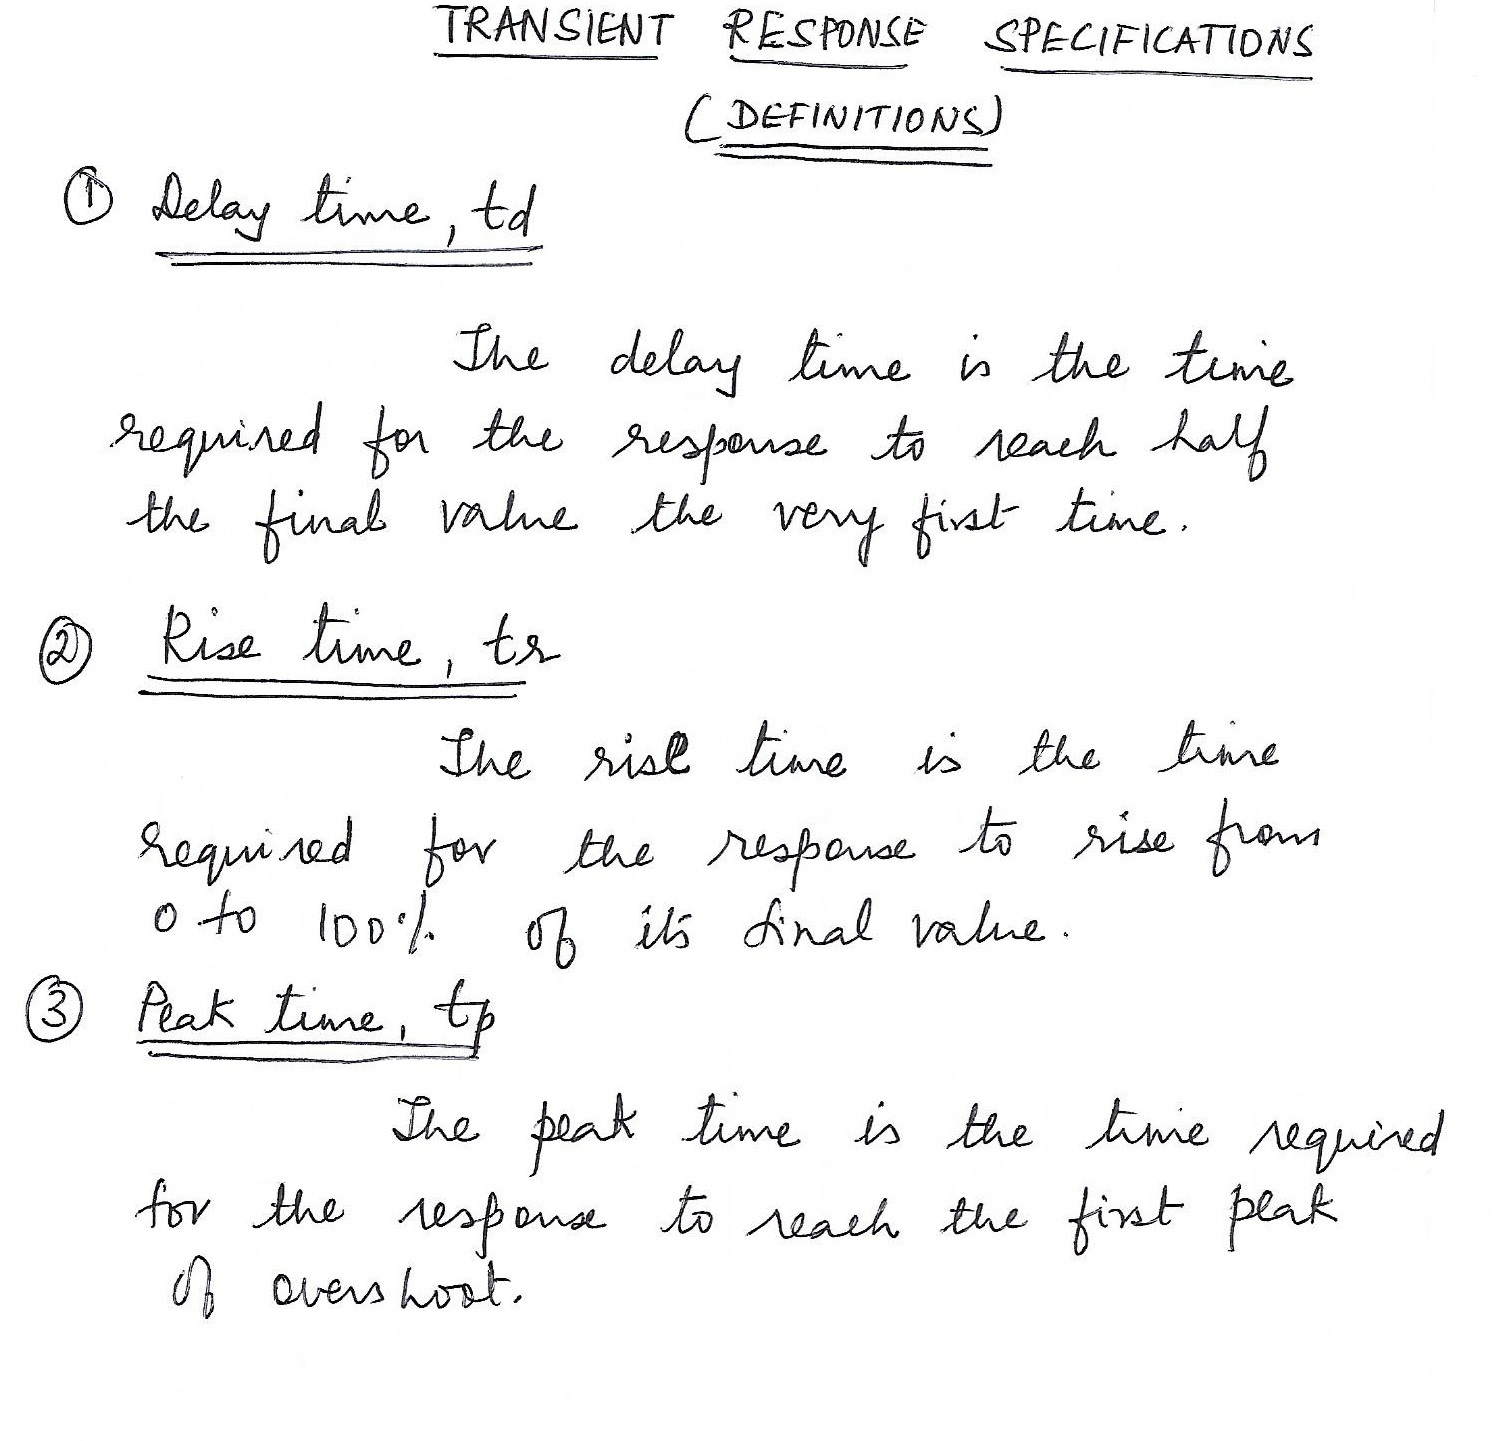 TRANSIENT RESPONSE SPECIFICATIONS
(DEFINITIONS)
① Delay time, td
The delay time is the time
required for the response to reach half
the final value the very first time.
② Rise time, tr
The rise time is the time
required for the response to rise from
0 to 100% of its final value.
③ Peak time, tp
The peak time is the time required
for the response to reach the first peak
of overshoot.